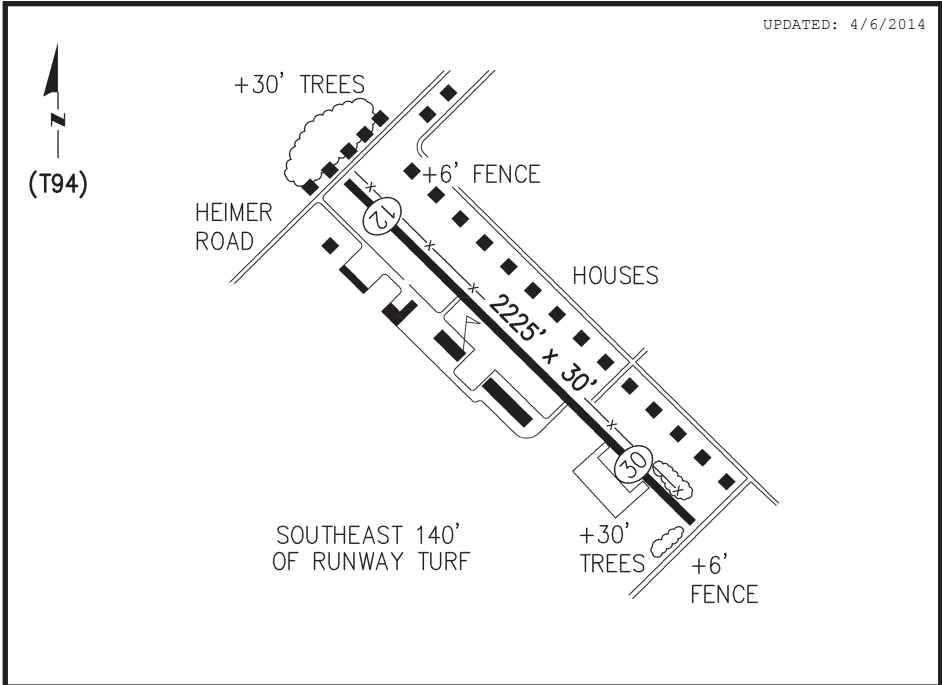 UPDATED: 4/6/2014
+30' TREES
N
(T94)
+6' FENCE
HEIMER
ROAD
12
HOUSES
2225' x 30'
30
SOUTHEAST 140'
OF RUNWAY TURF
+30'
TREES
+6'
FENCE